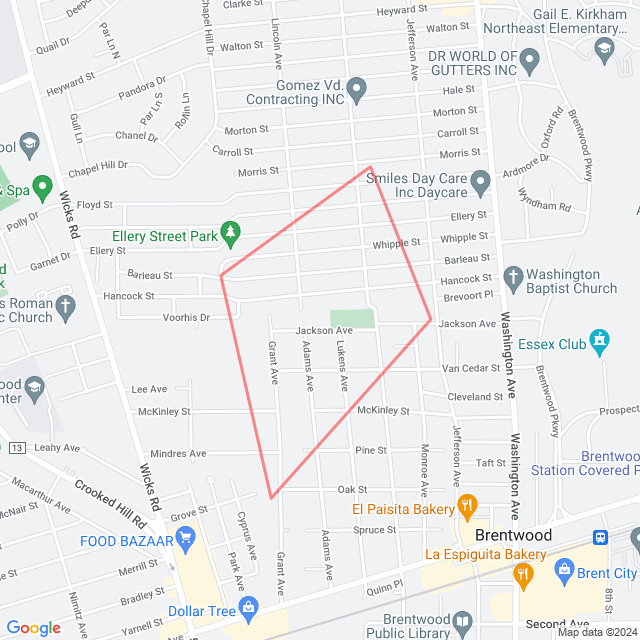 Clarke St
Gail E. Kirkham
Northeast Elementary…
Quail Dr
Par Ln N
Chapel Hill Dr
Walton St
Lincoln Ave
Jefferson Ave
Walton St
Heyward St
Pandora Dr
Heyward St
DR WORLD OF
GUTTERS INC
Gomez Vd.
Contracting INC
Hale St
Par Ln S
Gull Ln
Morton St
Morton St
Chanel Dr
Carroll St
Carroll St
Oxford Rd
Brentwood Pkwy
ool
Chapel Hill Dr
Morris St
Morris St
Ardmore Dr
& Spa
Wicks Rd
Smiles Day Care
Inc Daycare
Floyd St
Polly Dr
Wyndham Rd
Ellery St
Ellery Street Park
Whipple St
Whipple St
Ellery St
Garnet Dr
Barleau St
Barleau St
Hancock St
Washington
Baptist Church
d
k
Hancock St
Brevoort Pl
s Roman
ic Church
Voorhis Dr
Jackson Ave
Jackson Ave
Washington Ave
Essex Club
Grant Ave
Adams Ave
Lukens Ave
Van Cedar St
Brentwood Pkwy
wood
enter
Lee Ave
Cleveland St
McKinley St
McKinley St
Prospect
Jefferson Ave
Washington Ave
13
Leahy Ave
Mindres Ave
Pine St
Monroe Ave
Taft St
Brentwood
Station Covered P
Wicks Rd
Crooked Hill Rd
Macarthur Ave
McNair St
Oak St
Grove St
Cyprus Ave
El Paisita Bakery
Spruce St
Brentwood
FOOD BAZAAR
Park Ave
Grant Ave
Adams Ave
La Espiguita Bakery
Merrill St
Nimitz Ave
Bradley St
Quinn Pl
Brent City
8th St
Dollar Tree
Yarnell St
Brentwood
Public Library
Second Ave
Google
Map data ©2024